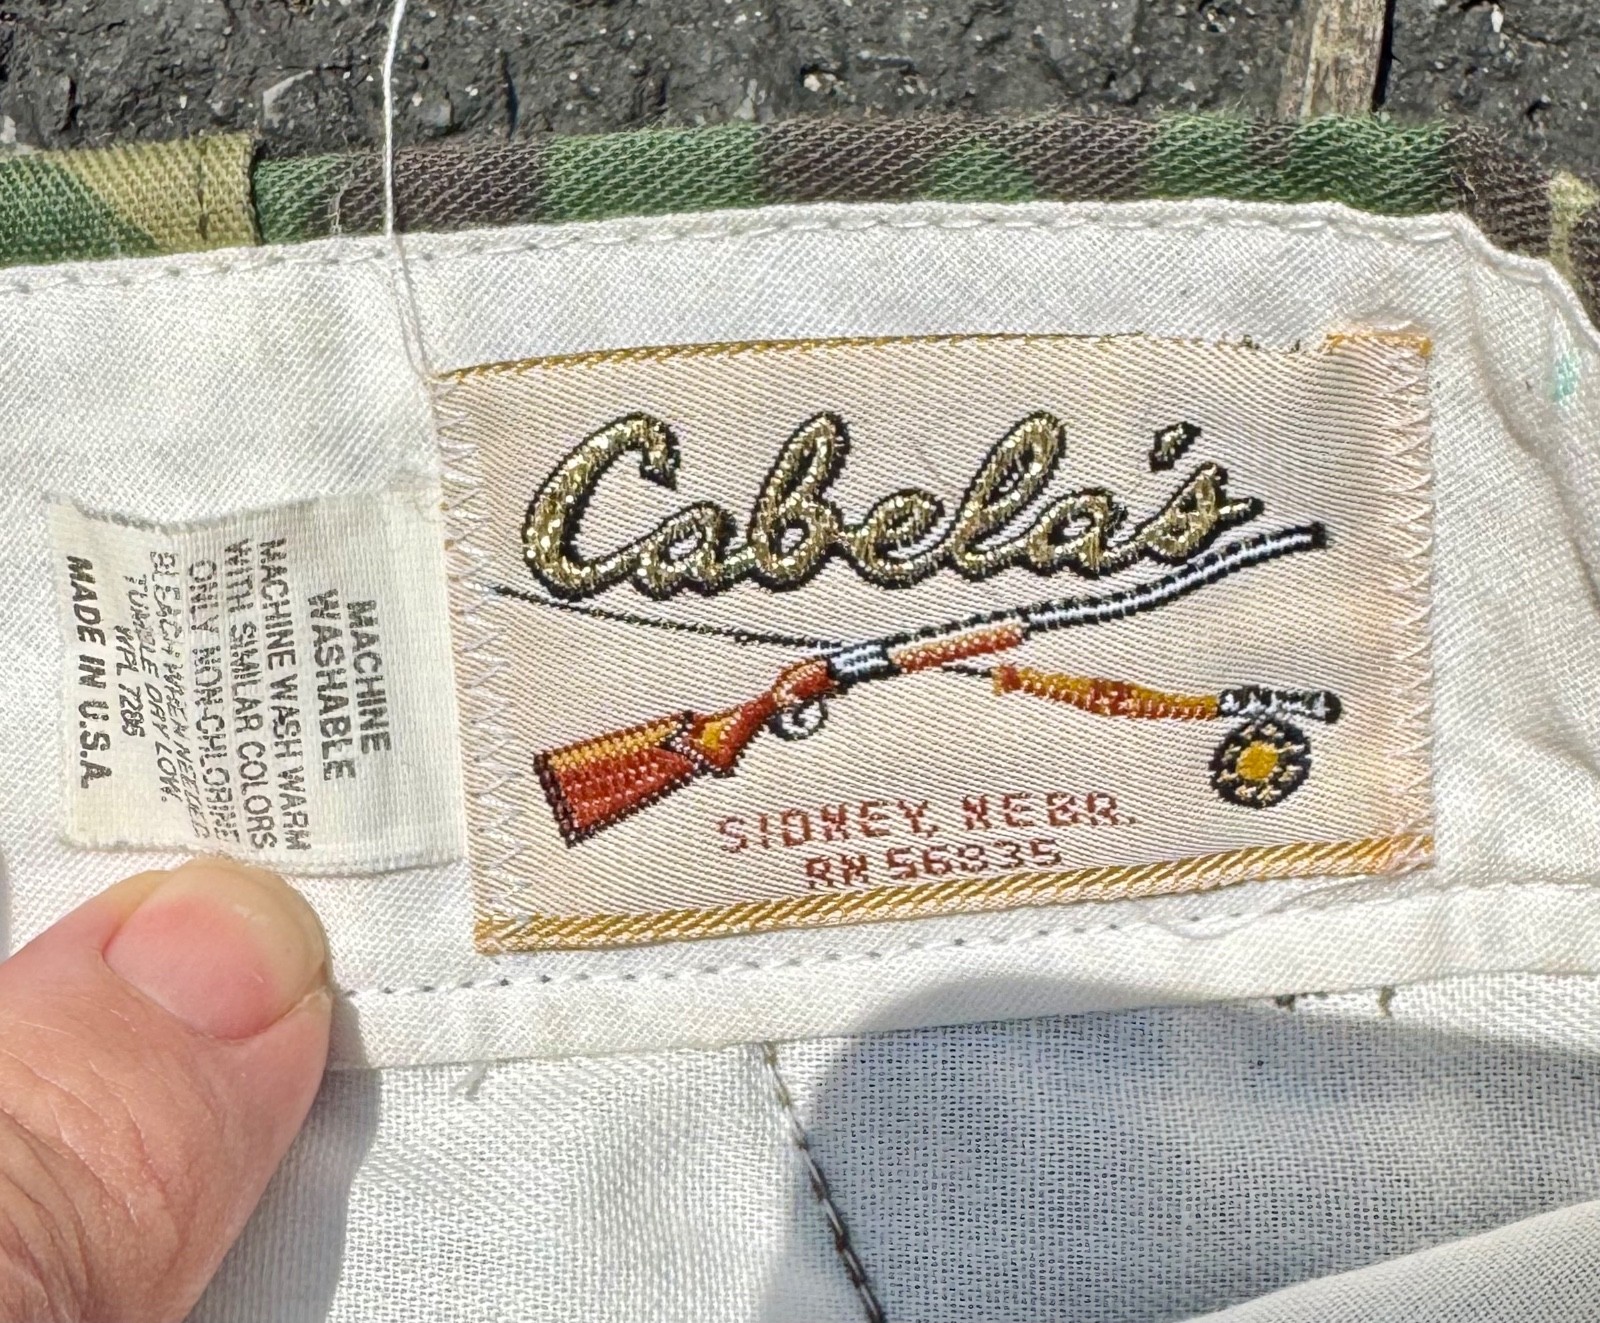 Cabela's
SIDNEY, NEBR.
RN 56835
MACHINE
WASHABLE
MACHINE WASH WARM
WITH SIMILAR COLORS
ONLY NON-CHLORINE
BLEACH WHEN NEEDED
TUMBLE DRY LOW.
WPL 7286
MADE IN U.S.A.